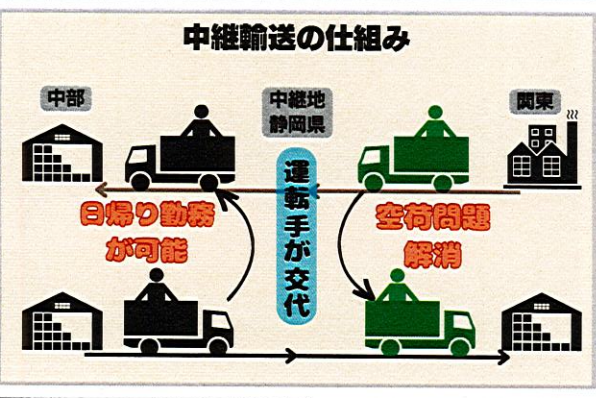 中継輸送の仕組み
中部
中継地
静岡県
関東
運転手が交代
日帰り勤務
が可能
空荷問題
解消